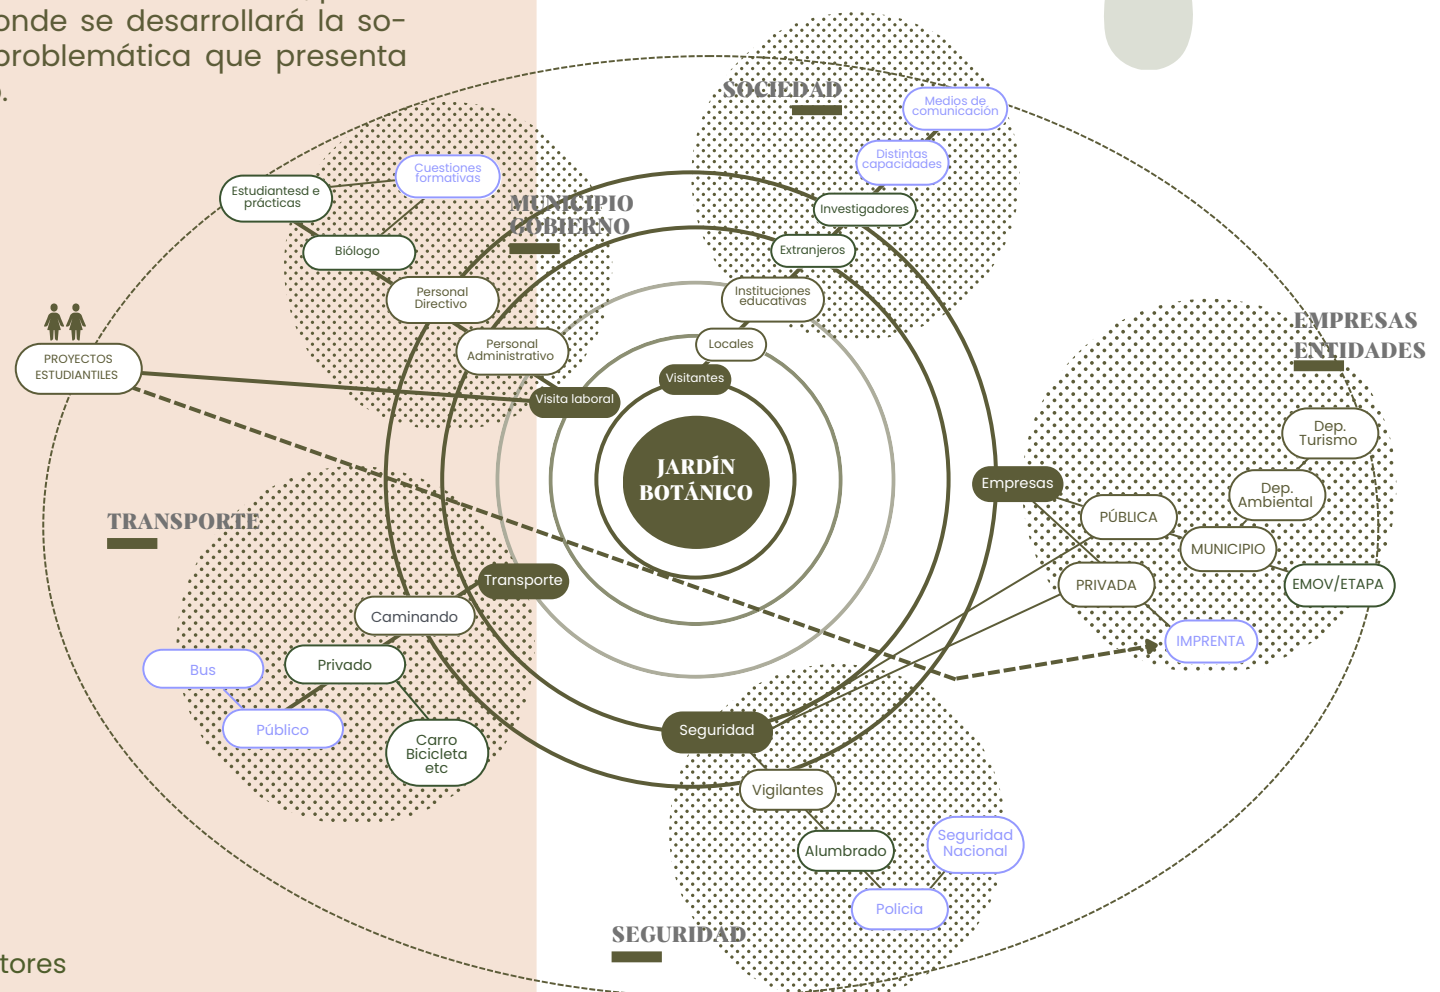 onde se desarrollará la so-
problemática que presenta
SOCIEDAD
Medios de
comunicación
Distintas
capacidades
Investigadores
Extranjeros
Instituciones
educativas
Locales
Visitantes
Cuestiones
formativas
Estudiantesd e
prácticas
Biólogo
MUNICIPIO
GOBIERNO
Personal
Directivo
Personal
Administrativo
Visita laboral
PROYECTOS
ESTUDIANTILES
JARDÍN
BOTÁNICO
EMPRESAS
ENTIDADES
Dep.
Turismo
Dep.
Ambiental
Empresas
PÚBLICA
MUNICIPIO
PRIVADA
EMOV/ETAPA
IMPRENTA
TRANSPORTE
Transporte
Caminando
Privado
Bus
Público
Carro
Bicicleta
etc
Seguridad
Vigilantes
Alumbrado
Seguridad
Nacional
Policia
SEGURIDAD
tores